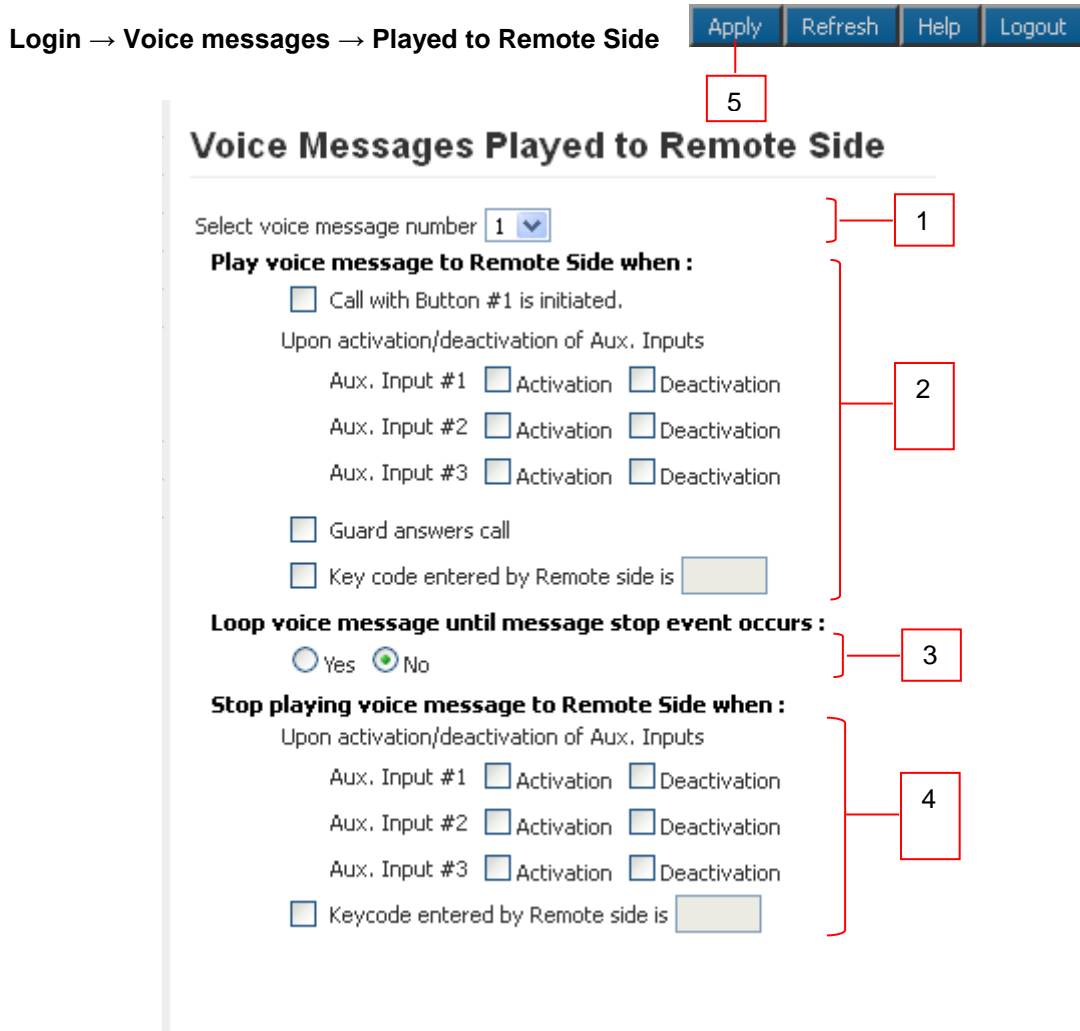 Login → Voice messages → Played to Remote Side
Apply Refresh Help Logout
5
Voice Messages Played to Remote Side
Select voice message number 1
1
Play voice message to Remote Side when :
Call with Button #1 is initiated.
Upon activation/deactivation of Aux. Inputs
Aux. Input #1 Activation Deactivation
2
Aux. Input #2 Activation Deactivation
Aux. Input #3 Activation Deactivation
Guard answers call
Key code entered by Remote side is
Loop voice message until message stop event occurs :
Yes No
3
Stop playing voice message to Remote Side when :
Upon activation/deactivation of Aux. Inputs
Aux. Input #1 Activation Deactivation
4
Aux. Input #2 Activation Deactivation
Aux. Input #3 Activation Deactivation
Keycode entered by Remote side is